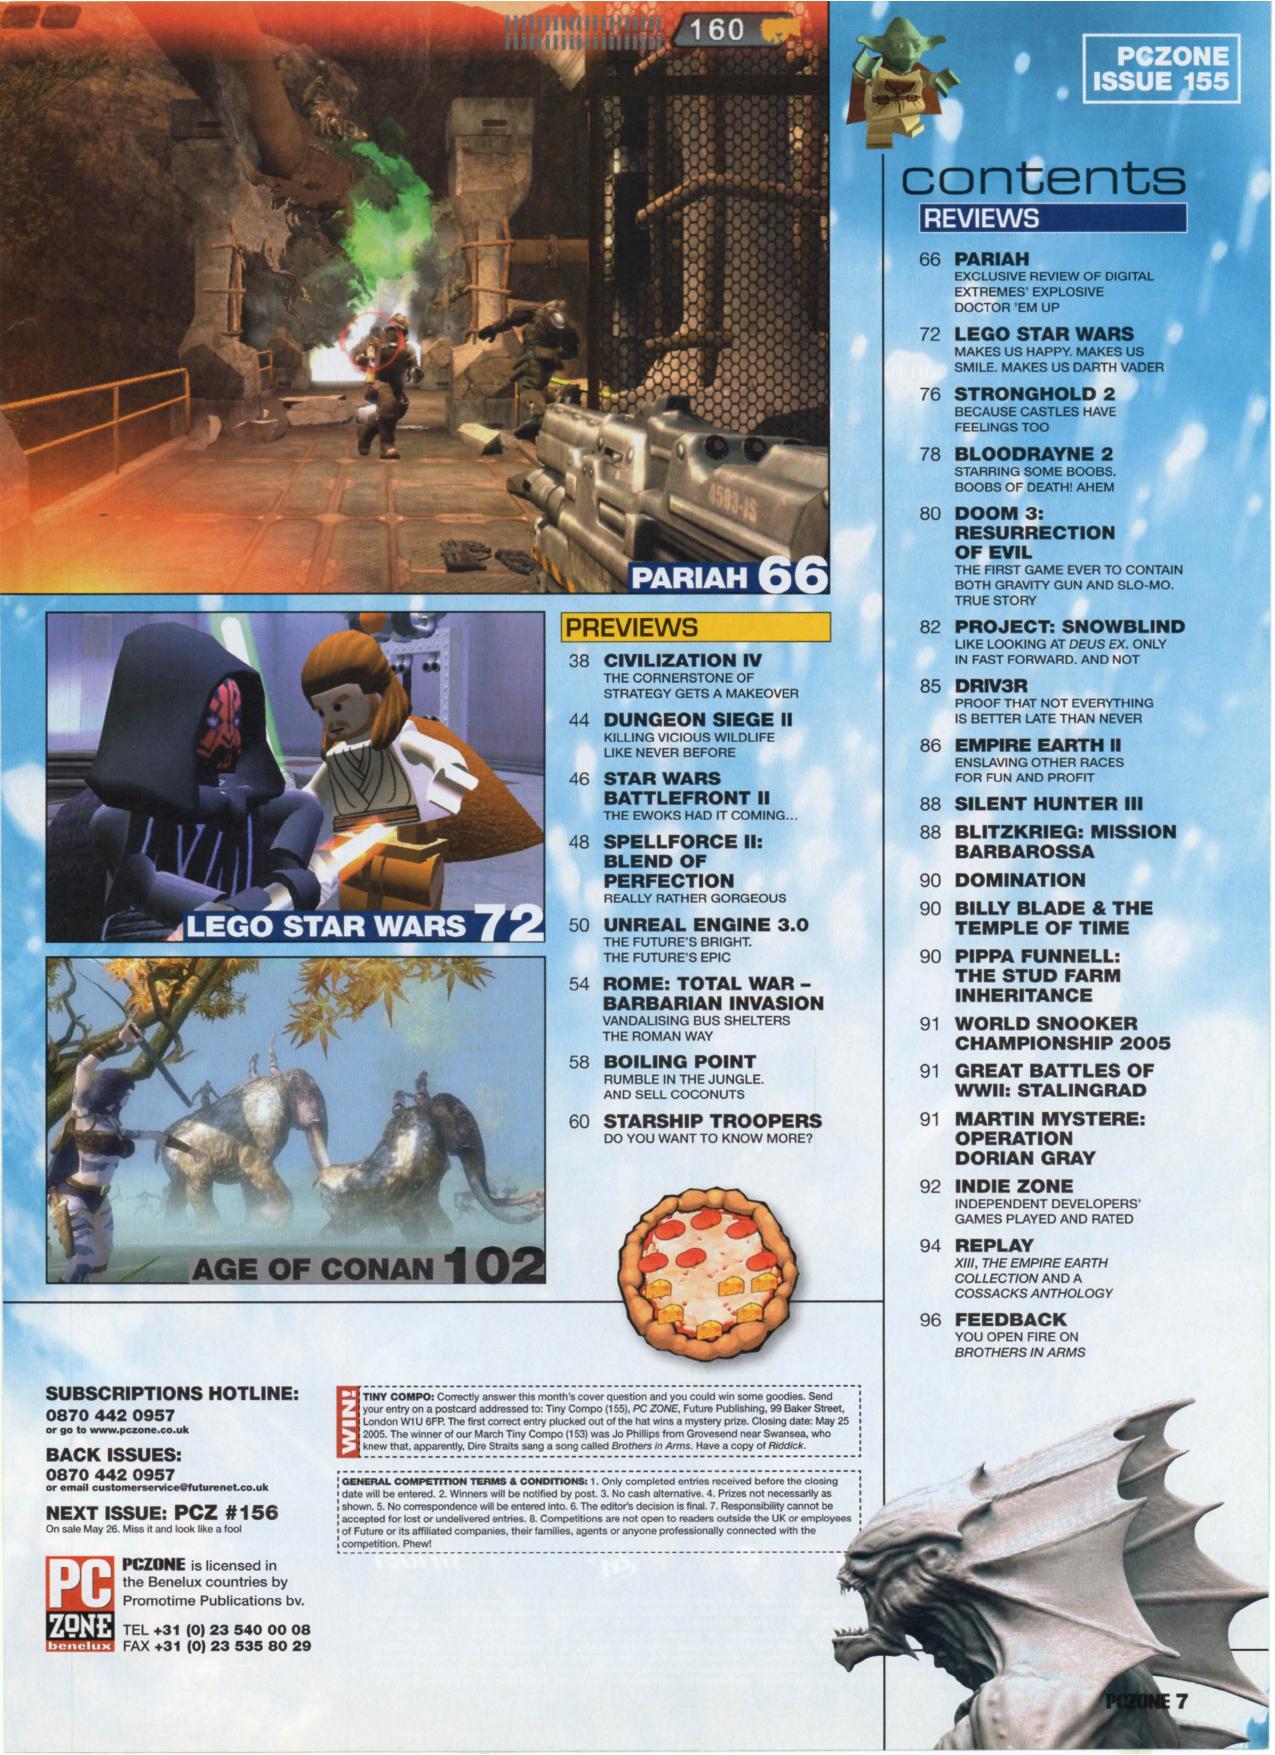 160
4593-JS
PARIAH 66
PCZONE
ISSUE 155
contents
REVIEWS
66 PARIAH
EXCLUSIVE REVIEW OF DIGITAL
EXTREMES' EXPLOSIVE
DOCTOR 'EM UP
72 LEGO STAR WARS
MAKES US HAPPY. MAKES US
SMILE. MAKES US DARTH VADER
76 STRONGHOLD 2
BECAUSE CASTLES HAVE
FEELINGS TOO
78 BLOODRAYNE 2
STARRING SOME BOOBS.
BOOBS OF DEATH! AHEM
80 DOOM 3:
RESURRECTION
OF EVIL
THE FIRST GAME EVER TO CONTAIN
BOTH GRAVITY GUN AND SLO-MO.
TRUE STORY
82 PROJECT: SNOWBLIND
LIKE LOOKING AT DEUS EX. ONLY
IN FAST FORWARD. AND NOT
85 DRIV3R
PROOF THAT NOT EVERYTHING
IS BETTER LATE THAN NEVER
86 EMPIRE EARTH II
ENSLAVING OTHER RACES
FOR FUN AND PROFIT
88 SILENT HUNTER III
88 BLITZKRIEG: MISSION
BARBAROSSA
90 DOMINATION
90 BILLY BLADE & THE
TEMPLE OF TIME
90 PIPPA FUNNELL:
THE STUD FARM
INHERITANCE
91 WORLD SNOOKER
CHAMPIONSHIP 2005
91 GREAT BATTLES OF
WWII: STALINGRAD
91 MARTIN MYSTERE:
OPERATION
DORIAN GRAY
92 INDIE ZONE
INDEPENDENT DEVELOPERS'
GAMES PLAYED AND RATED
94 REPLAY
XIII, THE EMPIRE EARTH
COLLECTION AND A
COSSACKS ANTHOLOGY
96 FEEDBACK
YOU OPEN FIRE ON
BROTHERS IN ARMS
LEGO STAR WARS 72
AGE OF CONAN 102
PREVIEWS
38 CIVILIZATION IV
THE CORNERSTONE OF
STRATEGY GETS A MAKEOVER
44 DUNGEON SIEGE II
KILLING VICIOUS WILDLIFE
LIKE NEVER BEFORE
46 STAR WARS
BATTLEFRONT II
THE EWOKS HAD IT COMING...
48 SPELLFORCE II:
BLEND OF
PERFECTION
REALLY RATHER GORGEOUS
50 UNREAL ENGINE 3.0
THE FUTURE'S BRIGHT.
THE FUTURE'S EPIC
54 ROME: TOTAL WAR –
BARBARIAN INVASION
VANDALISING BUS SHELTERS
THE ROMAN WAY
58 BOILING POINT
RUMBLE IN THE JUNGLE.
AND SELL COCONUTS
60 STARSHIP TROOPERS
DO YOU WANT TO KNOW MORE?
SUBSCRIPTIONS HOTLINE:
0870 442 0957
or go to www.pczone.co.uk
BACK ISSUES:
0870 442 0957
or email customerservice@futurenet.co.uk
NEXT ISSUE: PCZ #156
On sale May 26. Miss it and look like a fool
PC
ZONE
benelux
PCZONE is licensed in
the Benelux countries by
Promotime Publications bv.
TEL +31 (0) 23 540 00 08
FAX +31 (0) 23 535 80 29
WIN!
TINY COMPO: Correctly answer this month's cover question and you could win some goodies. Send
your entry on a postcard addressed to: Tiny Compo (155), PC ZONE, Future Publishing, 99 Baker Street,
London W1U 6FP. The first correct entry plucked out of the hat wins a mystery prize. Closing date: May 25
2005. The winner of our March Tiny Compo (153) was Jo Phillips from Grovesend near Swansea, who
knew that, apparently, Dire Straits sang a song called Brothers in Arms. Have a copy of Riddick.
GENERAL COMPETITION TERMS & CONDITIONS: 1. Only completed entries received before the closing
date will be entered. 2. Winners will be notified by post. 3. No cash alternative. 4. Prizes not necessarily as
shown. 5. No correspondence will be entered into. 6. The editor's decision is final. 7. Responsibility cannot be
accepted for lost or undelivered entries. 8. Competitions are not open to readers outside the UK or employees
of Future or its affiliated companies, their families, agents or anyone professionally connected with the
competition. Phew!
PCZONE 7